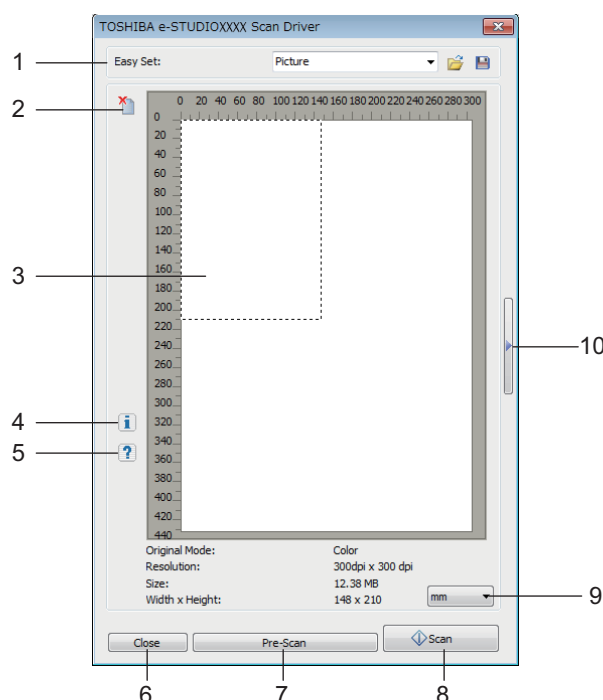 TOSHIBA e-STUDIOXXXX Scan Driver
1
Easy Set:
Picture
2
0 20 40 60 80 100 120 140 160 180 200 220 240 260 280 300
0
20
40
60
80
100
120
140
160
180
200
220
240
260
280
300
320
340
360
380
400
420
440
3
10
4
i
5
?
Original Mode: Color
Resolution: 300dpi x 300 dpi
Size: 12.38 MB
Width x Height: 148 x 210
mm
9
Close
Pre-Scan
Scan
6
7
8